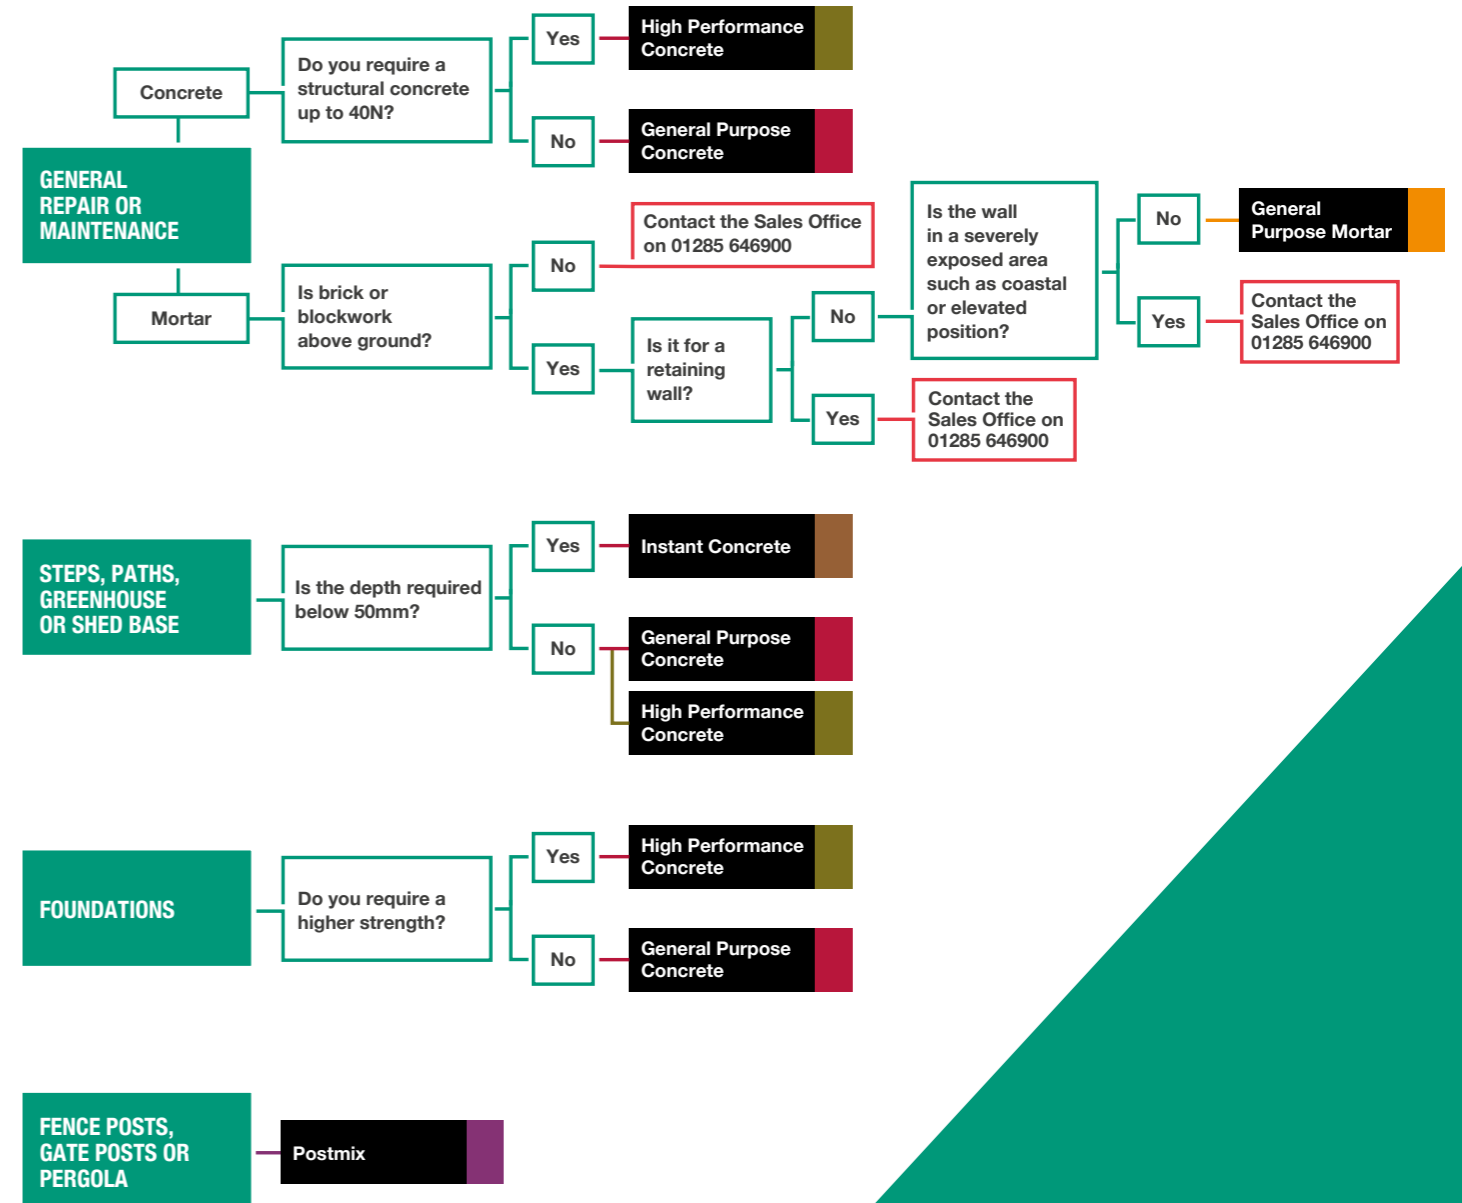 GENERAL
REPAIR OR
MAINTENANCE
Concrete
Do you require a
structural concrete
up to 40N?
Yes
High Performance
Concrete
No
General Purpose
Concrete
Mortar
Is brick or
blockwork
above ground?
No
Contact the Sales Office
on 01285 646900
Yes
Is it for a
retaining
wall?
No
Is the wall
in a severely
exposed area
such as coastal
or elevated
position?
No
General
Purpose Mortar
Yes
Contact the
Sales Office on
01285 646900
Yes
Contact the
Sales Office on
01285 646900
STEPS, PATHS,
GREENHOUSE
OR SHED BASE
Is the depth required
below 50mm?
Yes
Instant Concrete
No
General Purpose
Concrete
High Performance
Concrete
FOUNDATIONS
Do you require a
higher strength?
Yes
High Performance
Concrete
No
General Purpose
Concrete
FENCE POSTS,
GATE POSTS OR
PERGOLA
Postmix